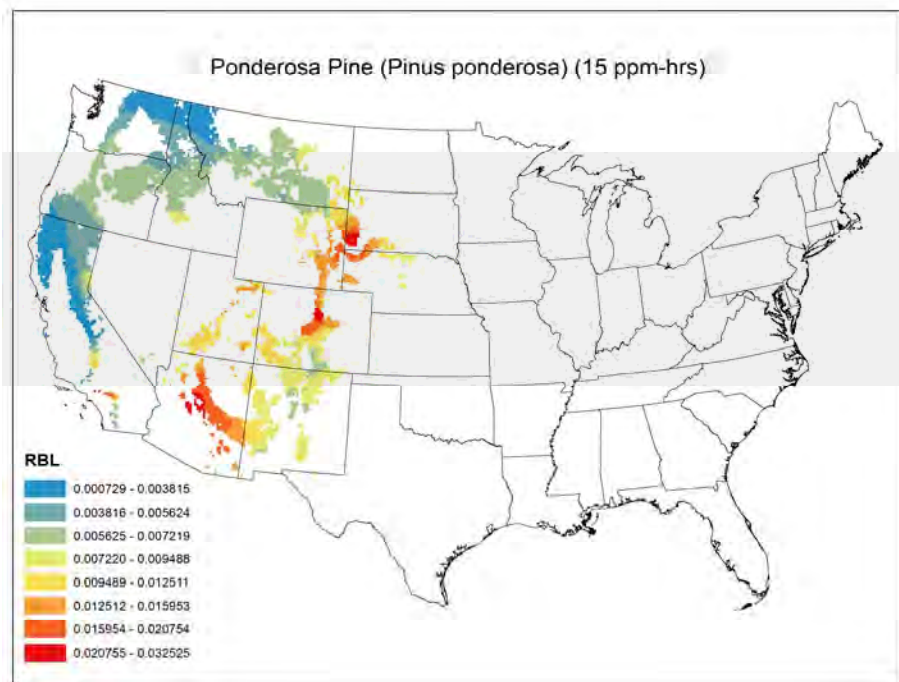 Ponderosa Pine (Pinus ponderosa) (15 ppm-hrs)
RBL
0.000729 - 0.003815
0.003816 - 0.005624
0.005625 - 0.007219
0.007220 - 0.009488
0.009489 - 0.012511
0.012512 - 0.015953
0.015954 - 0.020754
0.020755 - 0.032525